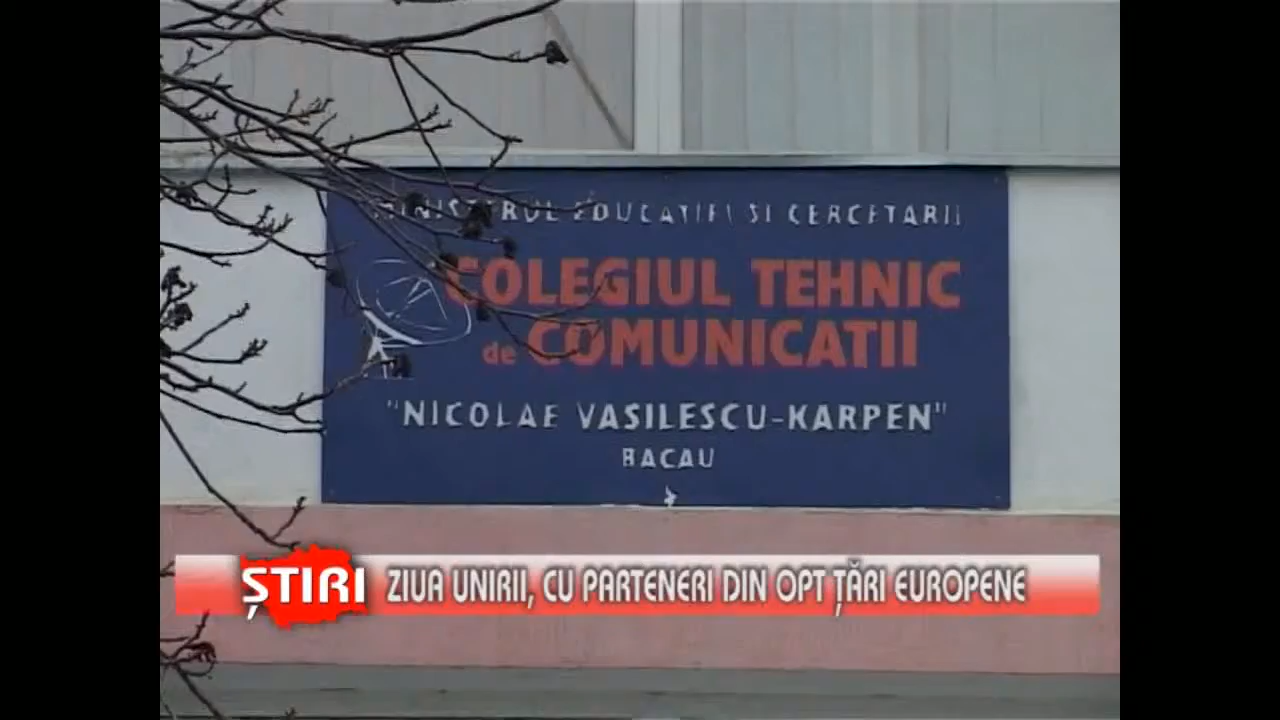 MINISTERUL EDUCATIEI SI CERCETARII
COLEGIUL TEHNIC
de COMUNICATII
"NICOLAE VASILESCU-KARPEN"
BACAU
ȘTIRI ZIUA UNIRII, CU PARTENERI DIN OPT ȚĂRI EUROPENE